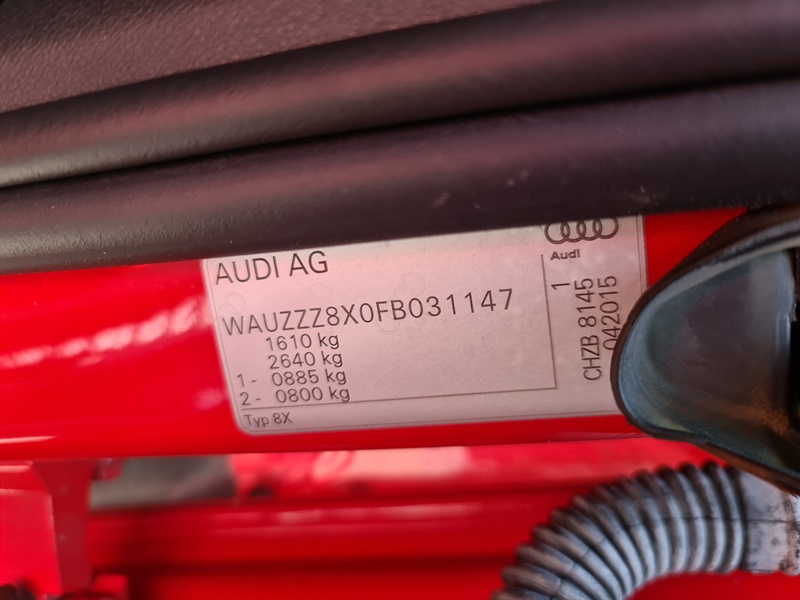 AUDI AG
Audi
WAUZZZ8X0FB031147
1610 kg
2640 kg
1 - 0885 kg
2 - 0800 kg
Typ 8X
1
CHZB 8145
042015